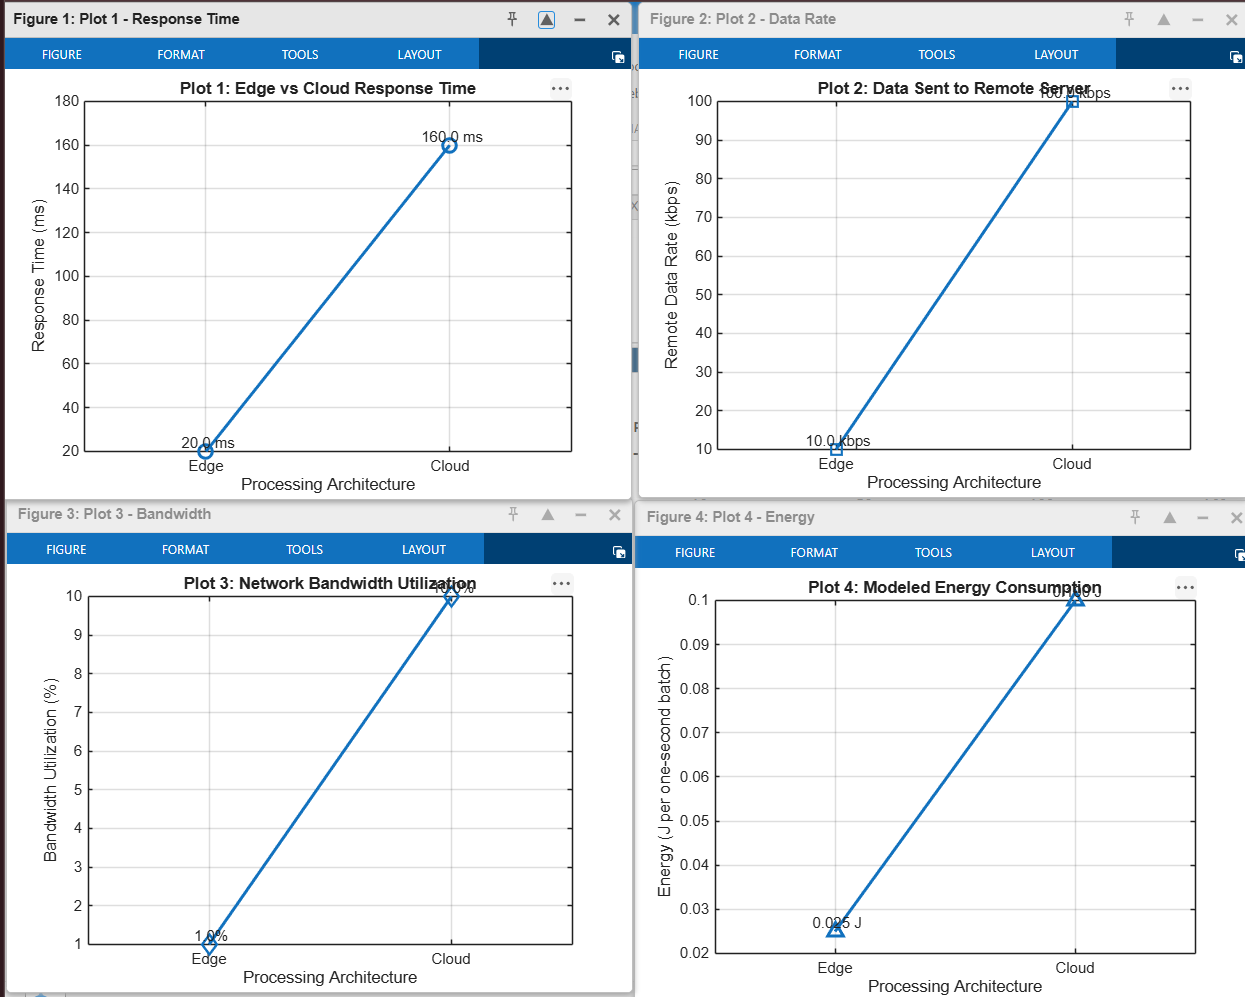 Figure 1: Plot 1 - Response Time
FIGURE FORMAT TOOLS LAYOUT
Plot 1: Edge vs Cloud Response Time
180
160
140
120
100
80
60
40
20
Response Time (ms)
160.0 ms
20.0 ms
Edge Cloud
Processing Architecture
Figure 2: Plot 2 - Data Rate
FIGURE FORMAT TOOLS LAYOUT
Plot 2: Data Sent to Remote Server
100.0 kbps
100
90
80
70
60
50
40
30
20
10
Remote Data Rate (kbps)
10.0 kbps
Edge Cloud
Processing Architecture
Figure 3: Plot 3 - Bandwidth
FIGURE FORMAT TOOLS LAYOUT
Plot 3: Network Bandwidth Utilization
10.0%
10
9
8
7
6
5
4
3
2
1
Bandwidth Utilization (%)
1.0%
Edge Cloud
Processing Architecture
Figure 4: Plot 4 - Energy
FIGURE FORMAT TOOLS LAYOUT
Plot 4: Modeled Energy Consumption
0.100 J
0.1
0.09
0.08
0.07
0.06
0.05
0.04
0.03
0.02
Energy (J per one-second batch)
0.025 J
Edge Cloud
Processing Architecture